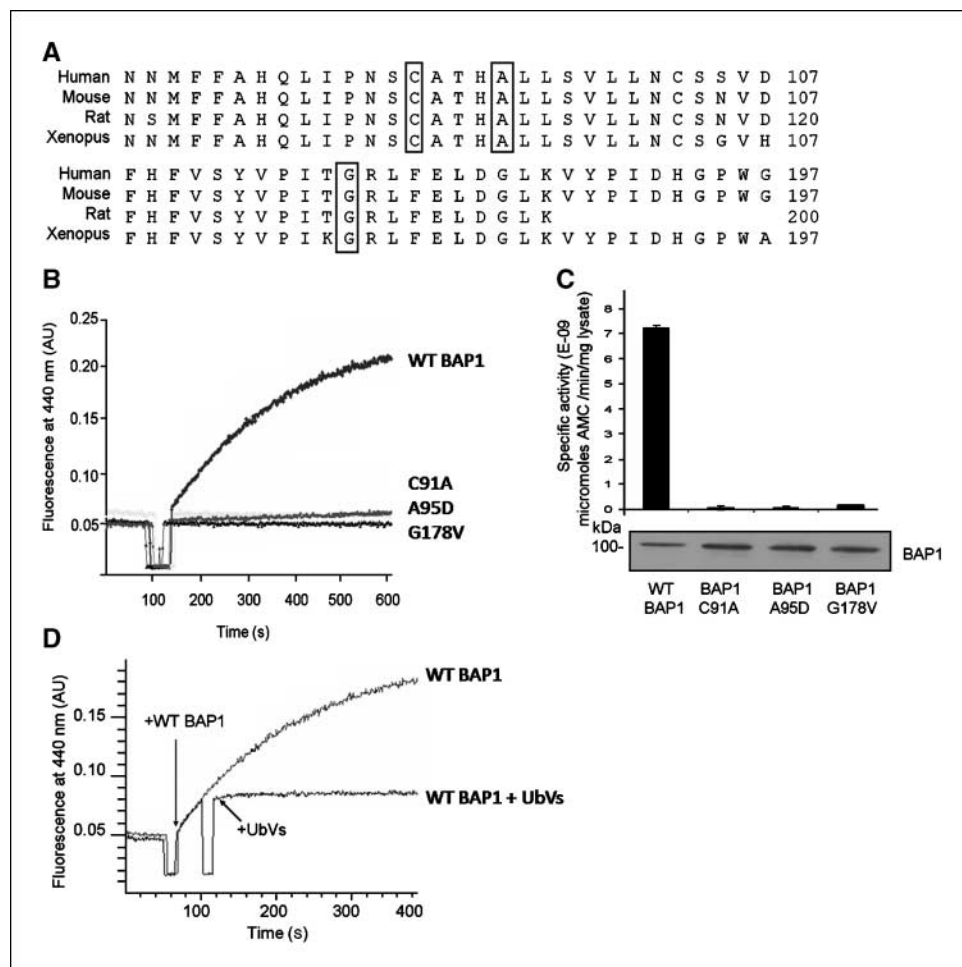 A
Human N N M F F A H Q L I P N S C A T H A L L S V L L N C S S V D 107
Mouse N N M F F A H Q L I P N S C A T H A L L S V L L N C S N V D 107
Rat N S M F F A H Q L I P N S C A T H A L L S V L L N C S N V D 120
Xenopus N N M F F A H Q L I P N S C A T H A L L S V L L N C S G V H 107
Human F H F V S Y V P I T G R L F E L D G L K V Y P I D H G P W G 197
Mouse F H F V S Y V P I T G R L F E L D G L K V Y P I D H G P W G 197
Rat F H F V S Y V P I T G R L F E L D G L K 200
Xenopus F H F V S Y V P I K G R L F E L D G L K V Y P I D H G P W A 197
B
Fluorescence at 440 nm (AU)
0.25
0.20
0.15
0.10
0.05
WT BAP1
C91A
A95D
G178V
100 200 300 400 500 600
Time (s)
C
Specific activity (E-09
micromoles AMC /min/mg lysate)
8
7
6
5
4
3
2
1
0
kDa
100-
BAP1
WT BAP1 BAP1 BAP1
BAP1 C91A A95D G178V
D
Fluorescence at 440 nm (AU)
0.15
0.10
0.05
+WT BAP1
WT BAP1
WT BAP1 + UbVs
+UbVs
100 200 300 400
Time (s)